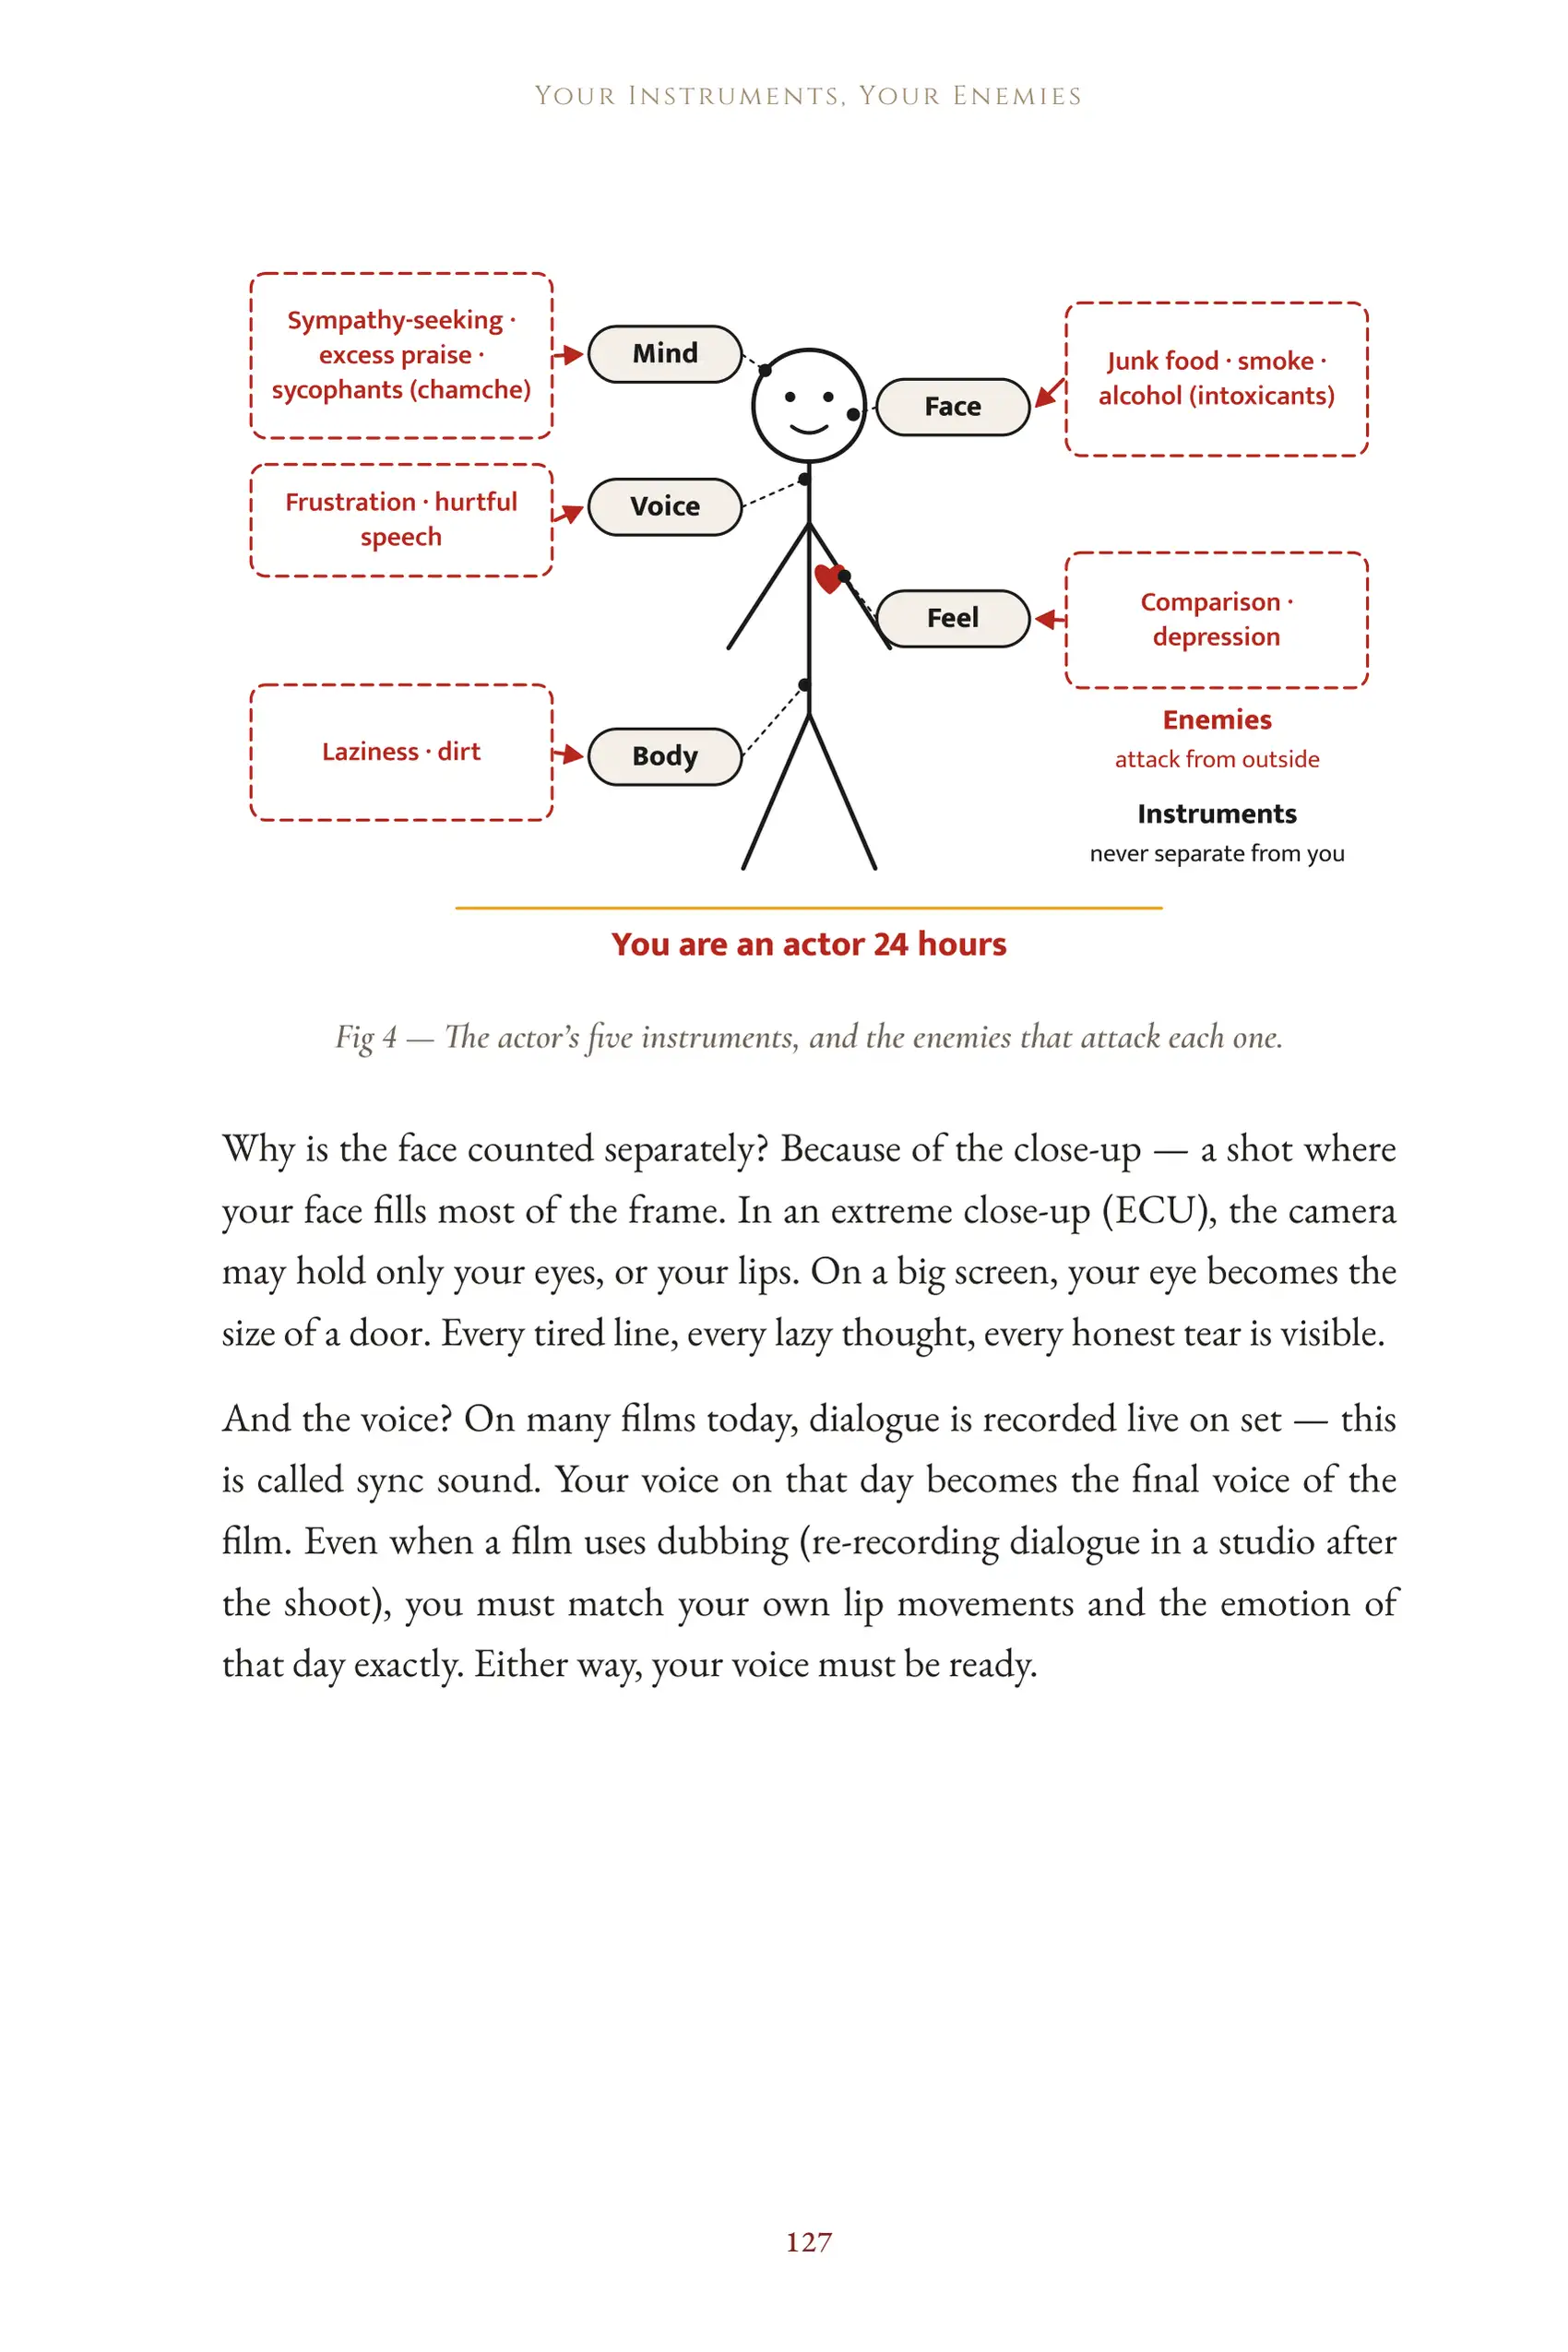 Your Instruments, Your Enemies
Sympathy-seeking ·
excess praise ·
sycophants (chamche)
Mind
Face
Junk food · smoke ·
alcohol (intoxicants)
Frustration · hurtful
speech
Voice
Feel
Comparison ·
depression
Laziness · dirt
Body
Enemies
attack from outside
Instruments
never separate from you
You are an actor 24 hours
Fig 4 — The actor’s five instruments, and the enemies that attack each one.
Why is the face counted separately? Because of the close-up — a shot where
your face fills most of the frame. In an extreme close-up (ECU), the camera
may hold only your eyes, or your lips. On a big screen, your eye becomes the
size of a door. Every tired line, every lazy thought, every honest tear is visible.
And the voice? On many films today, dialogue is recorded live on set — this
is called sync sound. Your voice on that day becomes the final voice of the
film. Even when a film uses dubbing (re-recording dialogue in a studio after
the shoot), you must match your own lip movements and the emotion of
that day exactly. Either way, your voice must be ready.
127